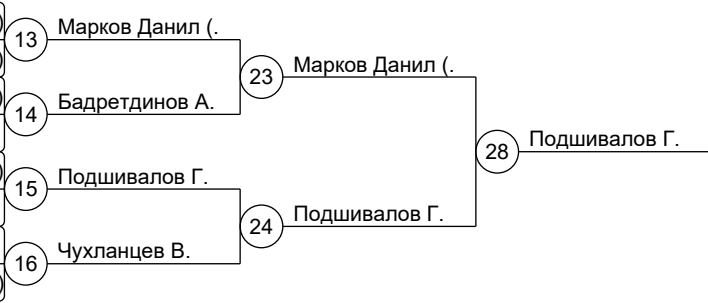 13
Марков Данил (.
14
Бадретдинов А.
23
Марков Данил (.
15
Подшивалов Г.
16
Чухланцев В.
24
Подшивалов Г.
28
Подшивалов Г.